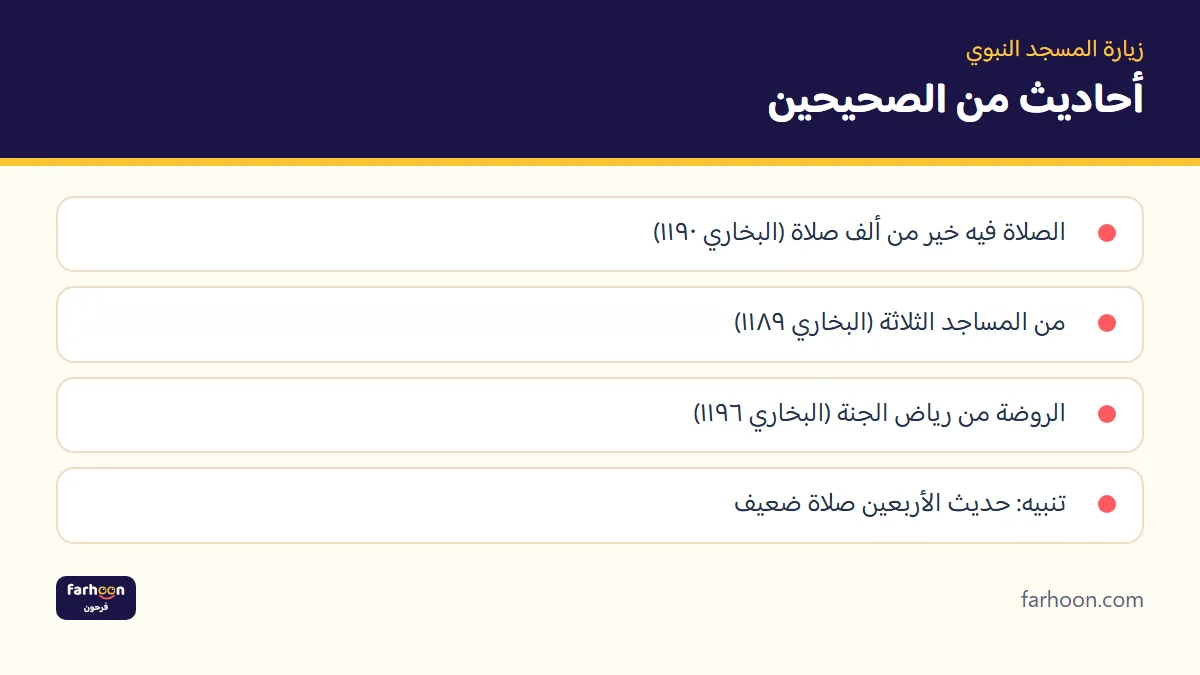 زيارة المسجد النبوي
أحاديث من الصحيحين
الصلاة فيه خير من ألف صلاة (البخاري ١١٩٠)
من المساجد الثلاثة (البخاري ١١٨٩)
الروضة من رياض الجنة (البخاري ١١٩٦)
تنبيه: حديث الأربعين صلاة ضعيف
farhoon.com
farhoon
فرحون